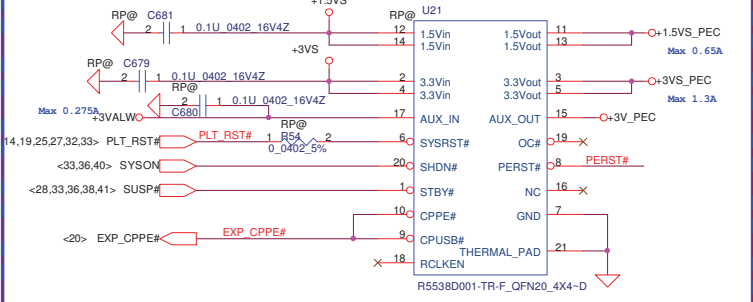 +1.5VS
RP@ C681 RP@ U21
2 1 0.1U_0402_16V4Z 12 1.5Vin 1.5Vout 11 +1.5VS_PEC
14 1.5Vin 1.5Vout 13
Max 0.65A
+3VS
RP@ C679
2 1 0.1U_0402_16V4Z 2 3.3Vin 3.3Vout 3 +3VS_PEC
RP@ 4 3.3Vin 3.3Vout 5
2 1 0.1U_0402_16V4Z Max 1.3A
Max 0.275A C680
+3VALW 17 AUX_IN AUX_OUT 15 +3V_PEC
RP@
14,19,25,27,32,33> PLT_RST# PLT_RST# 1 R54 2 6 SYSRST# OC# 19
0_0402_5%
<33,36,40> SYSON 20 SHDN# PERST# 8 PERST#
<28,33,36,38,41> SUSP# 1 STBY# NC 16
10 CPPE# GND 7
<20> EXP_CPPE# EXP_CPPE# 9 CPUSB#
THERMAL_PAD 21
18 RCLKEN
R5538D001-TR-F_QFN20_4X4~D